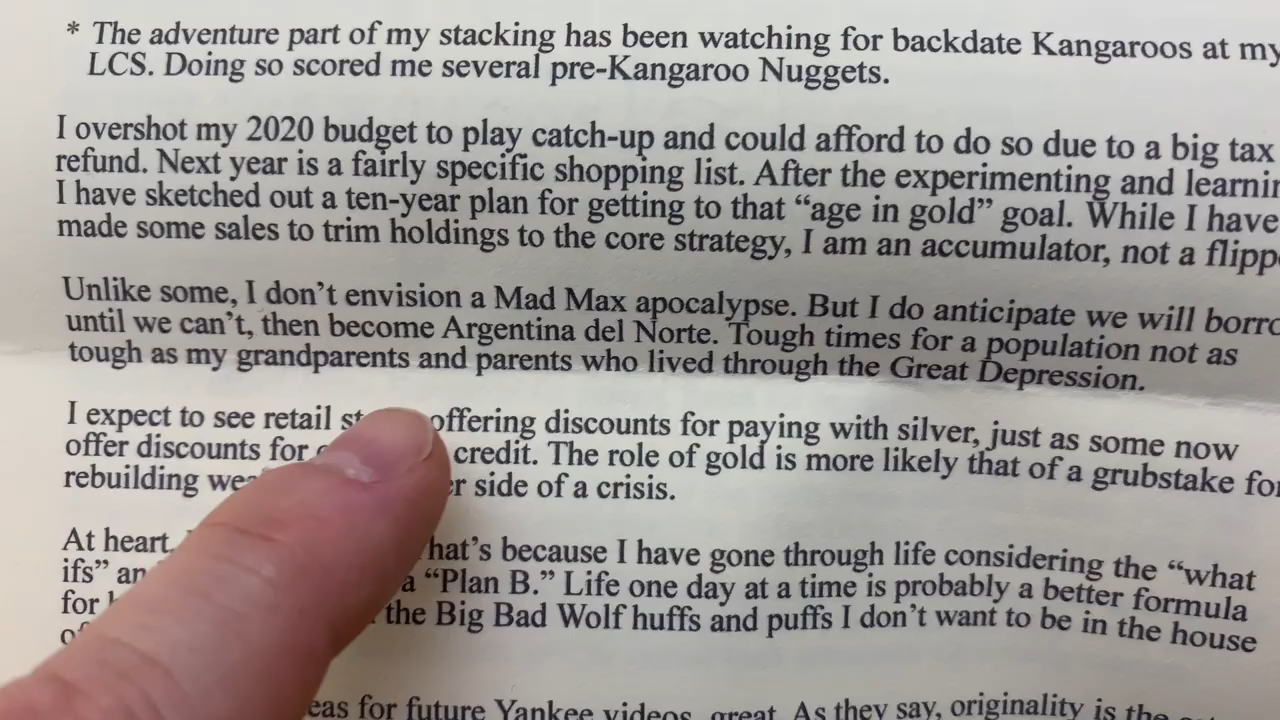 * The adventure part of my stacking has been watching for backdate Kangaroos at my
LCS. Doing so scored me several pre-Kangaroo Nuggets.
I overshot my 2020 budget to play catch-up and could afford to do so due to a big tax
refund. Next year is a fairly specific shopping list. After the experimenting and
I have sketched out a ten-year plan for getting to that “age in gold” goal. While I have
made some sales to trim holdings to the core strategy, I am an accumulator, not a
Unlike some, I don’t envision a Mad Max apocalypse. But I do anticipate we will
until we can’t, then become Argentina del Norte. Tough times for a population not as
tough as my grandparents and parents who lived through the Great Depression.
I expect to see retail offering discounts for paying with silver, just as some now
offer discounts for credit. The role of gold is more likely that of a grubstake for
rebuilding side of a crisis.
At heart, that’s because I have gone through life considering the “what
ifs” a “Plan B.” Life one day at a time is probably a better formula
for the Big Bad Wolf huffs and puffs I don’t want to be in the house
for future Yankee videos, great. As they say, originality is the